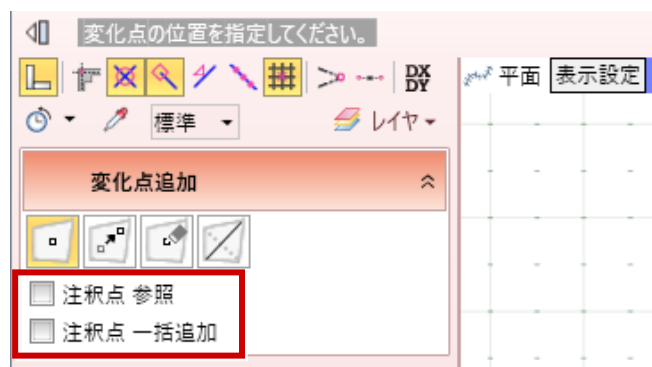 変化点の位置を指定してください。
DX
DY
平面 表示設定
標準 レイヤ
変化点追加
注釈点 参照
注釈点 一括追加